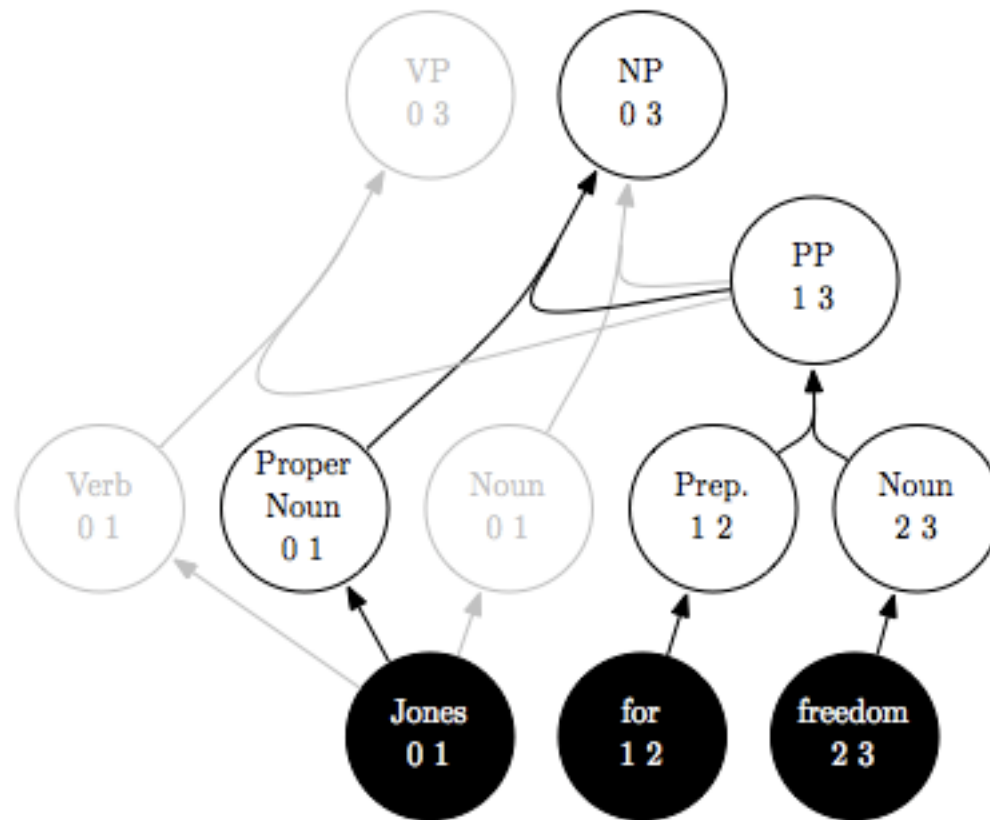 VP
0 3
NP
0 3
PP
1 3
Verb
0 1
Proper
Noun
0 1
Noun
0 1
Prep.
1 2
Noun
2 3
Jones
0 1
for
1 2
freedom
2 3